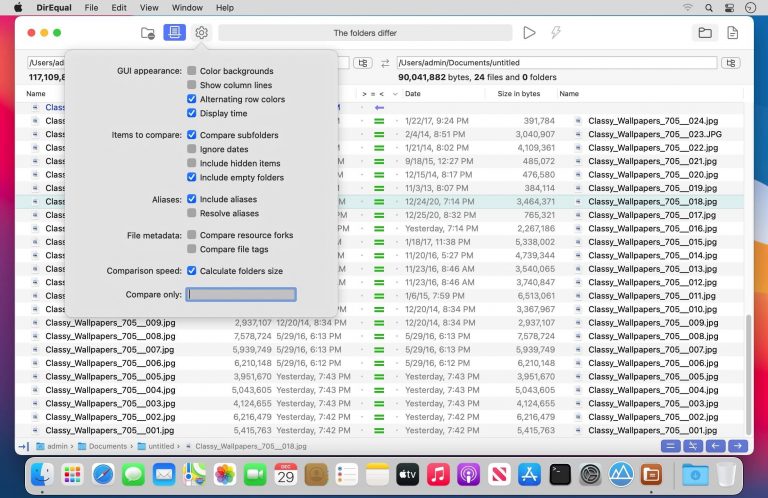 DirEqual File Edit Menu View Window Help
The folders differ
/Users/ad
/Users/admin/Documents/untitled
117,109,
90,041,882 bytes, 24 files and 0 folders
Name > = < Date Size in bytes Name
GUI appearance: Color backgrounds
Show column lines
Alternating row colors
Display time
Items to compare: Compare subfolders
Ignore dates
Include hidden items
Include empty folders
Aliases: Include aliases
Resolve aliases
File metadata: Compare resource forks
Compare file tags
Comparison speed: Calculate folders size
Compare only:
1/22/17, 9:24 PM 391,784 Classy_Wallpapers_705__024.jpg
2/4/14, 8:51 PM 3,040,907 Classy_Wallpapers_705__023.JPG
1/21/14, 8:02 PM 4,109,361 Classy_Wallpapers_705__022.jpg
9/18/15, 12:27 PM 485,072 Classy_Wallpapers_705__021.jpg
12/15/14, 8:17 PM 476,580 Classy_Wallpapers_705__020.jpg
11/3/13, 8:07 PM 384,114 Classy_Wallpapers_705__019.jpg
12/24/20, 7:14 PM 3,464,371 Classy_Wallpapers_705__018.jpg
12/25/20, 8:32 PM 765,321 Classy_Wallpapers_705__017.jpg
Yesterday, 7:14 PM 2,267,186 Classy_Wallpapers_705__016.jpg
1/18/17, 11:38 PM 5,338,002 Classy_Wallpapers_705__015.jpg
11/20/16, 5:27 PM 4,739,344 Classy_Wallpapers_705__014.jpg
11/23/16, 8:46 AM 3,540,065 Classy_Wallpapers_705__013.jpg
11/23/16, 8:46 AM 3,740,847 Classy_Wallpapers_705__012.jpg
1/6/15, 7:59 PM 6,513,061 Classy_Wallpapers_705__011.jpg
12/20/14, 8:34 PM 3,367,967 Classy_Wallpapers_705__010.jpg
Classy_Wallpapers_705__009.jpg 2,937,107 12/20/14, 8:34 PM 12/20/14, 8:34 PM 2,937,107 Classy_Wallpapers_705__009.jpg
Classy_Wallpapers_705__008.jpg 7,578,724 5/29/16, 6:13 PM 5/29/16, 6:13 PM 7,578,724 Classy_Wallpapers_705__008.jpg
Classy_Wallpapers_705__007.jpg 5,939,749 5/29/16, 6:13 PM 5/29/16, 6:13 PM 5,939,749 Classy_Wallpapers_705__007.jpg
Classy_Wallpapers_705__006.jpg 6,210,148 5/29/16, 6:12 PM 5/29/16, 6:12 PM 6,210,148 Classy_Wallpapers_705__006.jpg
Classy_Wallpapers_705__005.jpg 3,951,670 Yesterday, 7:43 PM Yesterday, 7:43 PM 3,951,670 Classy_Wallpapers_705__005.jpg
Classy_Wallpapers_705__004.jpg 5,043,605 Yesterday, 7:43 PM Yesterday, 7:43 PM 5,043,605 Classy_Wallpapers_705__004.jpg
Classy_Wallpapers_705__003.jpg 4,124,655 Yesterday, 7:43 PM Yesterday, 7:43 PM 4,124,655 Classy_Wallpapers_705__003.jpg
Classy_Wallpapers_705__002.jpg 6,216,479 Yesterday, 7:42 PM Yesterday, 7:42 PM 6,216,479 Classy_Wallpapers_705__002.jpg
Classy_Wallpapers_705__001.jpg 5,415,763 Yesterday, 7:42 PM Yesterday, 7:42 PM 5,415,763 Classy_Wallpapers_705__001.jpg
admin > Documents > untitled > Classy_Wallpapers_705__018.jpg
DEC
29
tv